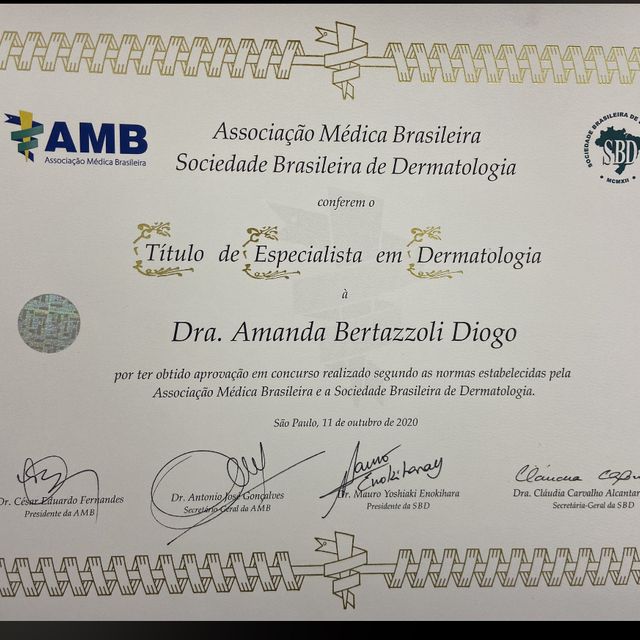 AMB
Associação Médica Brasileira
Associação Médica Brasileira
Sociedade Brasileira de Dermatologia
SOCIEDADE BRASILEIRA DE
SBD
MCMXII
conferem o
Título de Especialista em Dermatologia
à
Dra. Amanda Bertazzoli Diogo
por ter obtido aprovação em concurso realizado segundo as normas estabelecidas pela
Associação Médica Brasileira e a Sociedade Brasileira de Dermatologia.
São Paulo, 11 de outubro de 2020
Mauro
Enokihara
Dr. César Eduardo Fernandes
Presidente da AMB
Dr. Antonio José Gonçalves
Secretário-Geral da AMB
Dr. Mauro Yoshiaki Enokihara
Presidente da SBD
Dra. Cláudia Carvalho Alcantar
Secretária-Geral da SBD